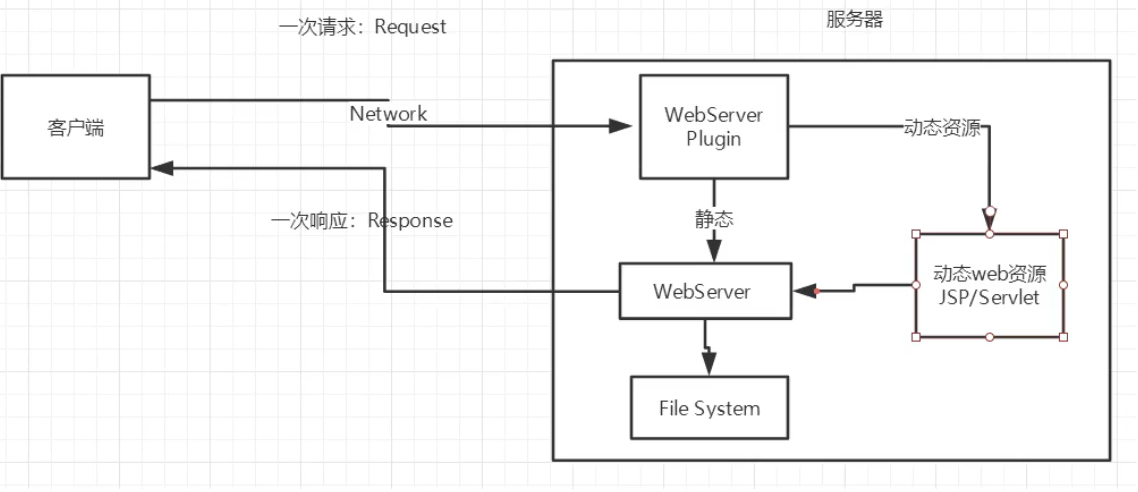 一次请求：Request
服务器
客户端
Network
WebServer
Plugin
动态资源
一次响应：Response
静态
动态web资源
JSP/Servlet
WebServer
File System